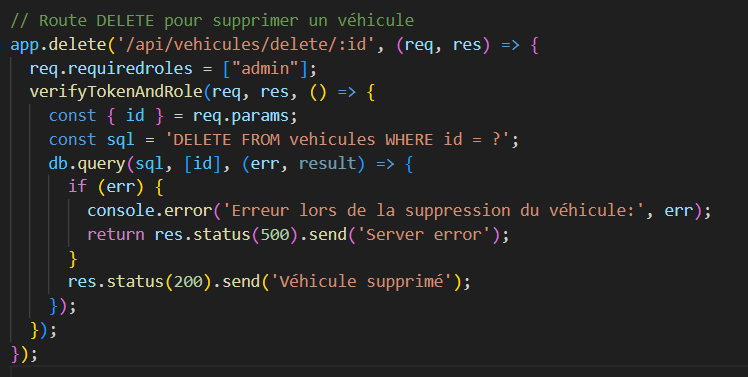 // Route DELETE pour supprimer un véhicule
app.delete('/api/vehicules/delete/:id', (req, res) => {
  req.requiredroles = ["admin"];
  verifyTokenAndRole(req, res, () => {
    const { id } = req.params;
    const sql = 'DELETE FROM vehicules WHERE id = ?';
    db.query(sql, [id], (err, result) => {
      if (err) {
        console.error('Erreur lors de la suppression du véhicule:', err);
        return res.status(500).send('Server error');
      }
      res.status(200).send('Véhicule supprimé');
    });
  });
});